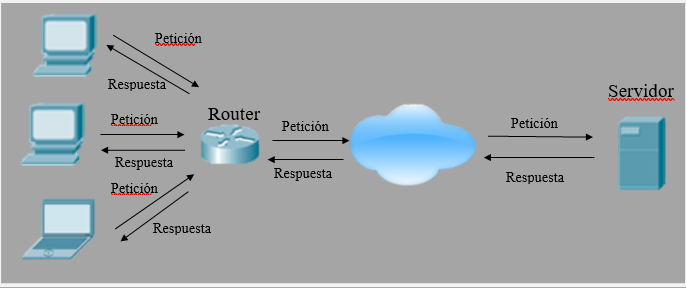 Petición
Respuesta
Petición
Respuesta
Petición
Respuesta
Router
Petición
Respuesta
Petición
Respuesta
Servidor